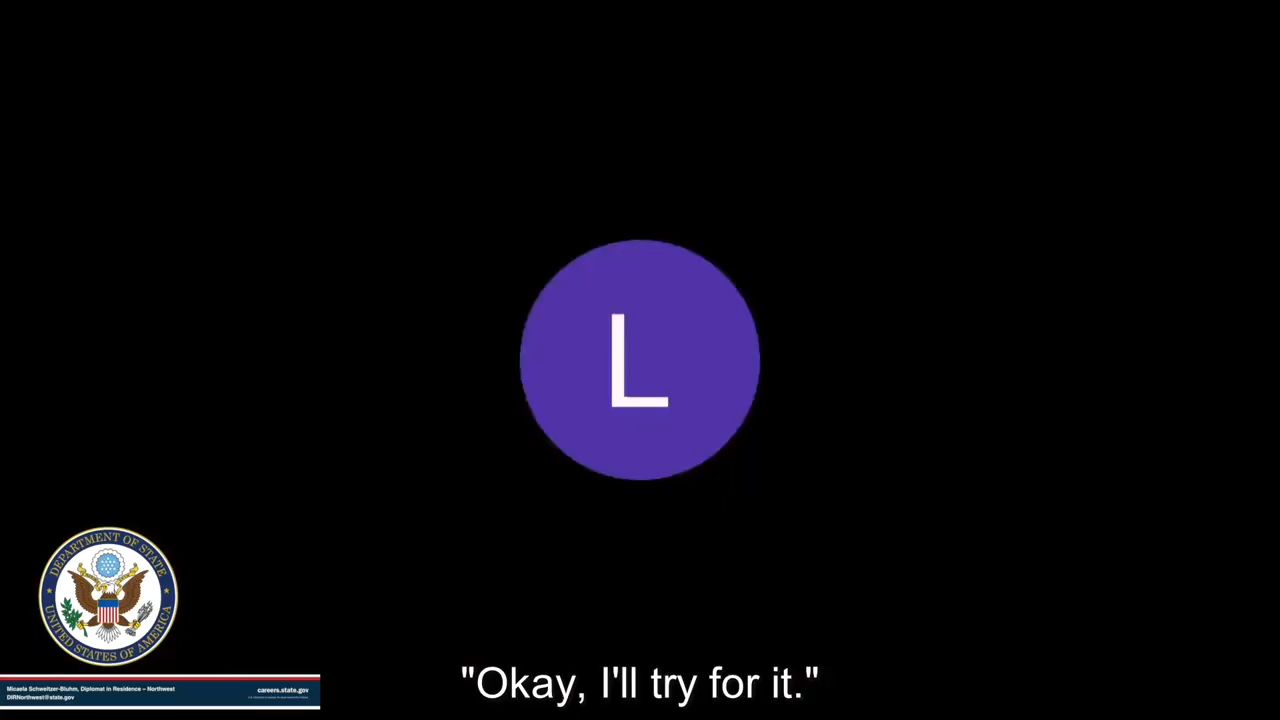 L
DEPARTMENT OF STATE
UNITED STATES OF AMERICA
Micaela Schweitzer-Bluhm, Diplomat in Residence – Northwest
careers.state.gov
DIRNorthwest@state.gov
"Okay, I'll try for it."